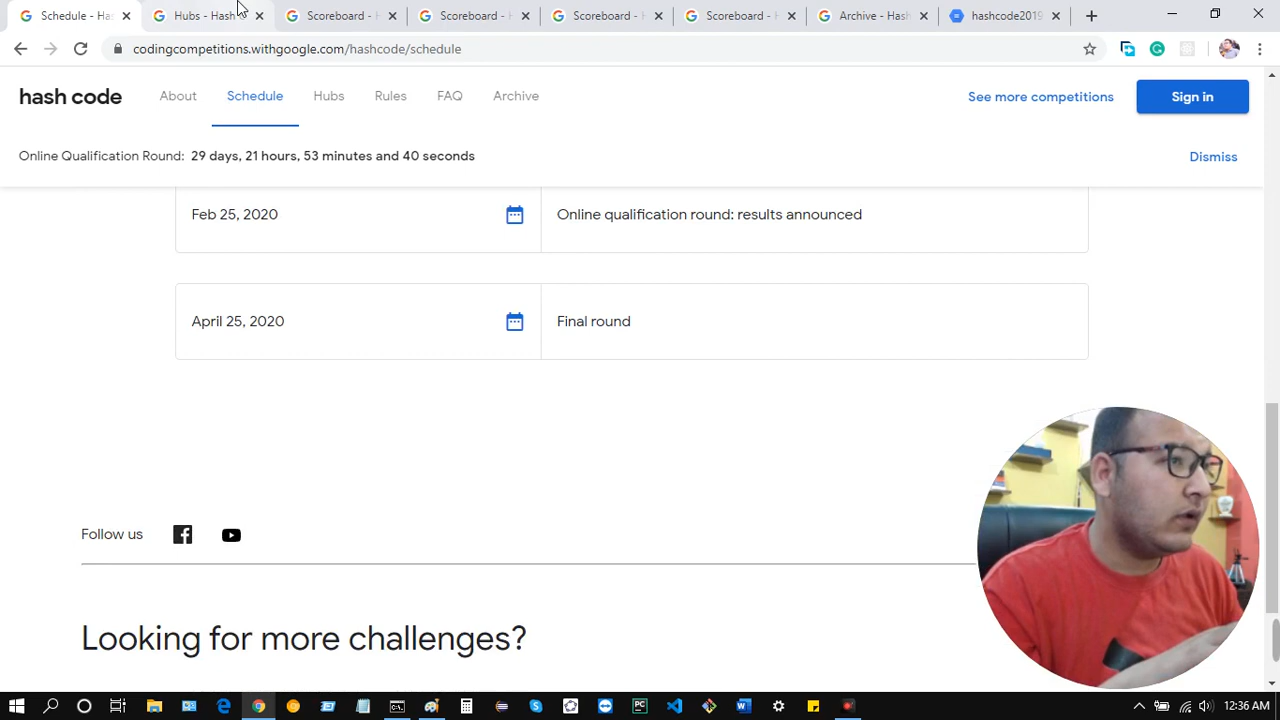 Schedule - Ha
Hubs - Hash
Scoreboard - H
Scoreboard - H
Scoreboard - H
Scoreboard - H
Archive - Hash
hashcode2019
codingcompetitions.withgoogle.com/hashcode/schedule
hash code
About
Schedule
Hubs
Rules
FAQ
Archive
See more competitions
Sign in
Online Qualification Round: 29 days, 21 hours, 53 minutes and 40 seconds
Dismiss
Feb 25, 2020
Online qualification round: results announced
April 25, 2020
Final round
Follow us
Looking for more challenges?
12:36 AM